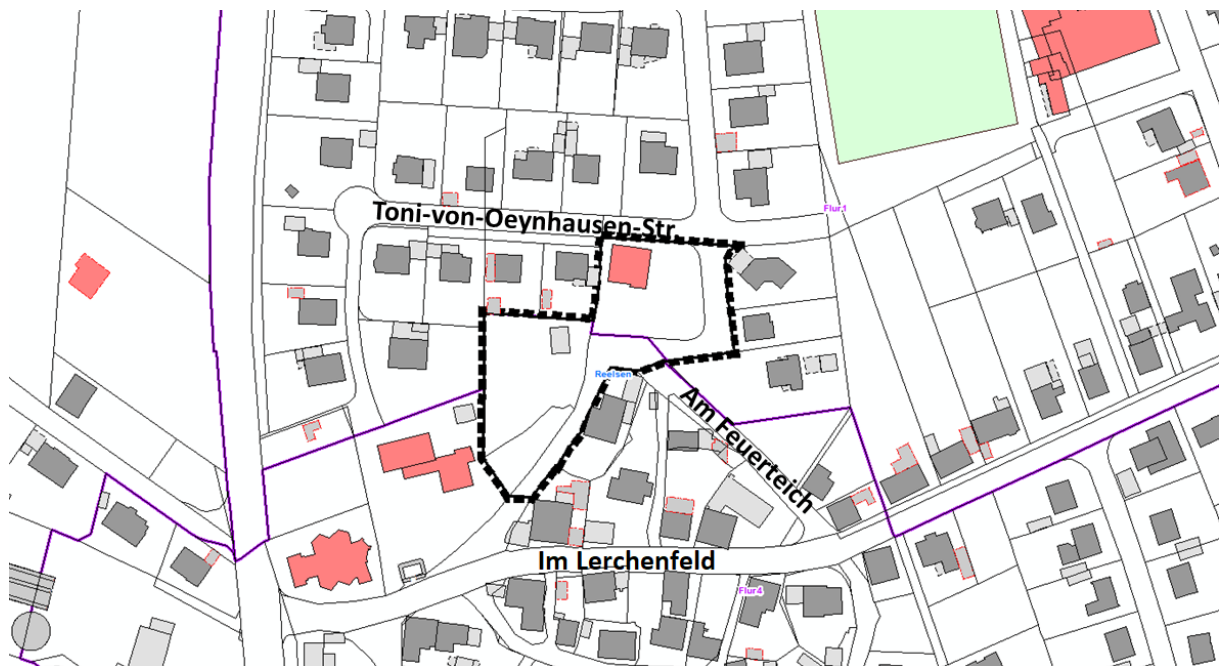 Flur 1
Toni-von-Oeynhausen-Str
Reelsen
Am Feuerteich
Im Lerchenfeld
Flur 4